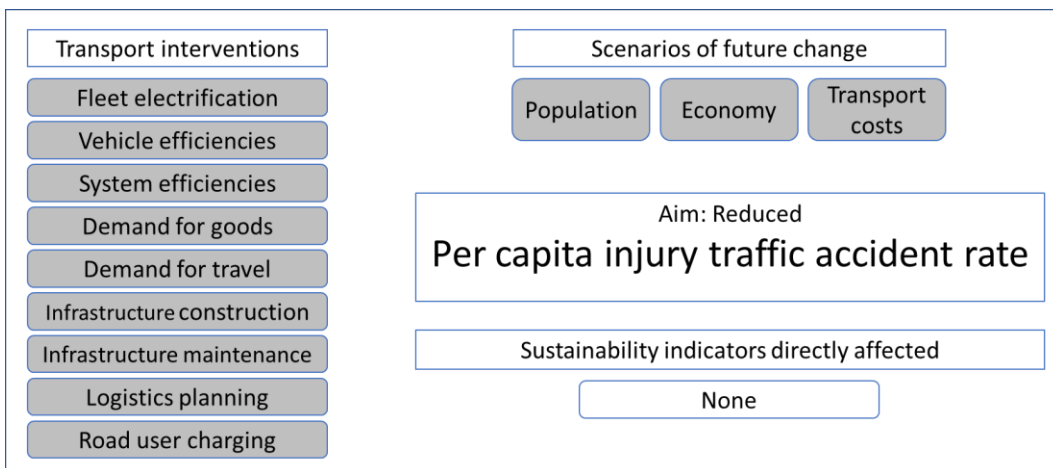 Transport interventions
Fleet electrification
Vehicle efficiencies
System efficiencies
Demand for goods
Demand for travel
Infrastructure construction
Infrastructure maintenance
Logistics planning
Road user charging
Scenarios of future change
Population
Economy
Transport
costs
Aim: Reduced
Per capita injury traffic accident rate
Sustainability indicators directly affected
None